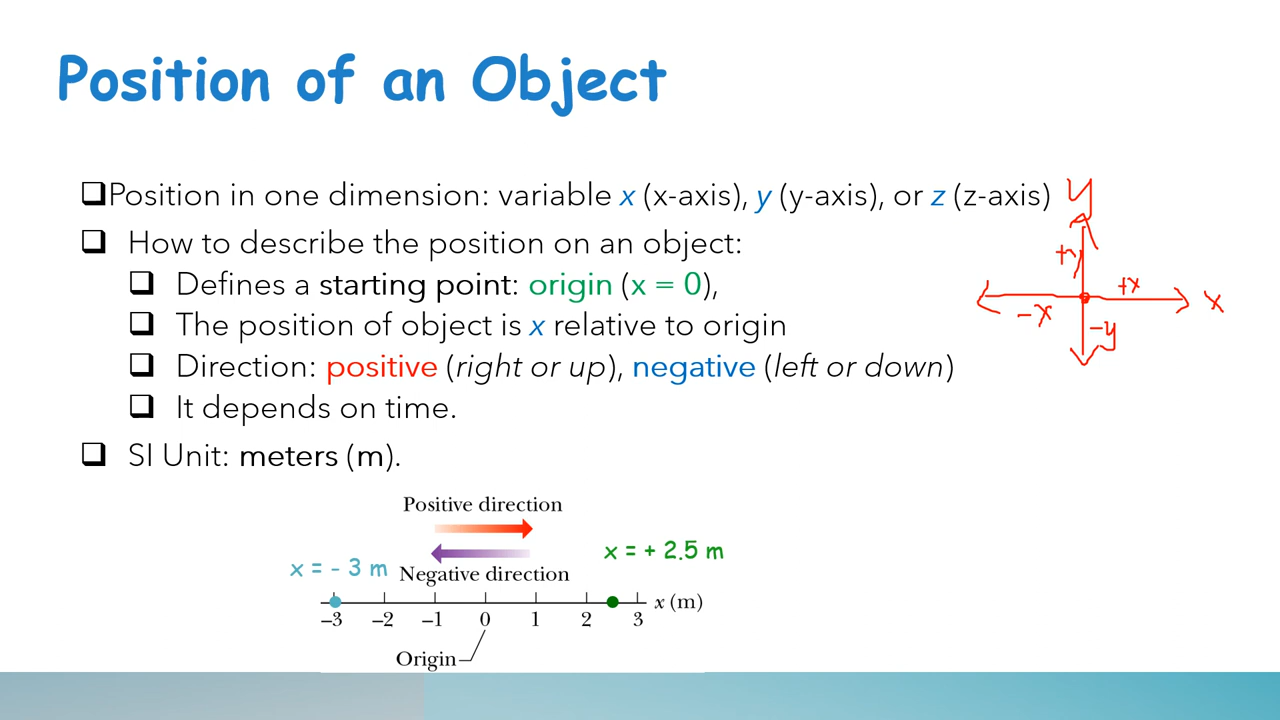 Position of an Object
❑Position in one dimension: variable x (x-axis), y (y-axis), or z (z-axis)
❑ How to describe the position on an object:
❑ Defines a starting point: origin (x = 0),
❑ The position of object is x relative to origin
❑ Direction: positive (right or up), negative (left or down)
❑ It depends on time.
❑ SI Unit: meters (m).
y
+y
+x
x
-x
-y
Positive direction
x = + 2.5 m
x = - 3 m
Negative direction
–3 –2 –1 0 1 2 3 x (m)
Origin